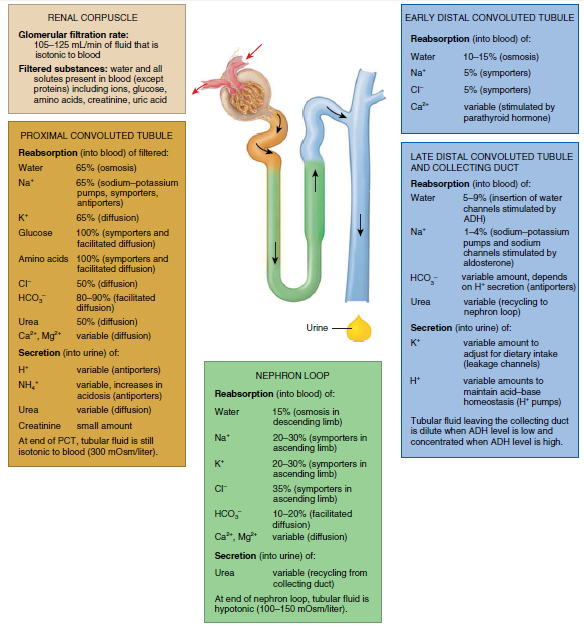 RENAL CORPUSCLE
Glomerular filtration rate:
105–125 mL/min of fluid that is
isotonic to blood
Filtered substances: water and all
solutes present in blood (except
proteins) including ions, glucose,
amino acids, creatinine, uric acid
PROXIMAL CONVOLUTED TUBULE
Reabsorption (into blood) of filtered:
Water 65% (osmosis)
Na⁺ 65% (sodium–potassium
pumps, symporters,
antiporters)
K⁺ 65% (diffusion)
Glucose 100% (symporters and
facilitated diffusion)
Amino acids 100% (symporters and
facilitated diffusion)
Cl⁻ 50% (diffusion)
HCO₃⁻ 80–90% (facilitated
diffusion)
Urea 50% (diffusion)
Ca²⁺, Mg²⁺ variable (diffusion)
Secretion (into urine) of:
H⁺ variable (antiporters)
NH₄⁺ variable, increases in
acidosis (antiporters)
Urea variable (diffusion)
Creatinine small amount
At end of PCT, tubular fluid is still
isotonic to blood (300 mOsm/liter).
Urine
NEPHRON LOOP
Reabsorption (into blood) of:
Water 15% (osmosis in
descending limb)
Na⁺ 20–30% (symporters in
ascending limb)
K⁺ 20–30% (symporters in
ascending limb)
Cl⁻ 35% (symporters in
ascending limb)
HCO₃⁻ 10–20% (facilitated
diffusion)
Ca²⁺, Mg²⁺ variable (diffusion)
Secretion (into urine) of:
Urea variable (recycling from
collecting duct)
At end of nephron loop, tubular fluid is
hypotonic (100–150 mOsm/liter).
EARLY DISTAL CONVOLUTED TUBULE
Reabsorption (into blood) of:
Water 10–15% (osmosis)
Na⁺ 5% (symporters)
Cl⁻ 5% (symporters)
Ca²⁺ variable (stimulated by
parathyroid hormone)
LATE DISTAL CONVOLUTED TUBULE
AND COLLECTING DUCT
Reabsorption (into blood) of:
Water 5–9% (insertion of water
channels stimulated by
ADH)
Na⁺ 1–4% (sodium–potassium
pumps and sodium
channels stimulated by
aldosterone)
HCO₃⁻ variable amount, depends
on H⁺ secretion (antiporters)
Urea variable (recycling to
nephron loop)
Secretion (into urine) of:
K⁺ variable amount to
adjust for dietary intake
(leakage channels)
H⁺ variable amounts to
maintain acid–base
homeostasis (H⁺ pumps)
Tubular fluid leaving the collecting duct
is dilute when ADH level is low and
concentrated when ADH level is high.